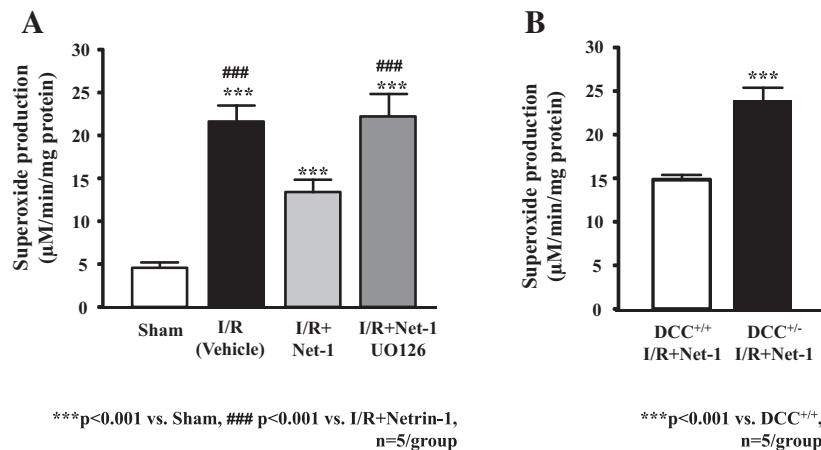 A
Superoxide production
(µM/min/mg protein)
30
25
20
15
10
5
0
###
***
***
###
***
Sham
I/R
(Vehicle)
I/R+
Net-1
I/R+Net-1
UO126
***p<0.001 vs. Sham, ### p<0.001 vs. I/R+Netrin-1,
n=5/group
B
Superoxide production
(µM/min/mg protein)
30
25
20
15
10
5
0
***
DCC+/+
I/R+Net-1
DCC+/-
I/R+Net-1
***p<0.001 vs. DCC+/+,
n=5/group